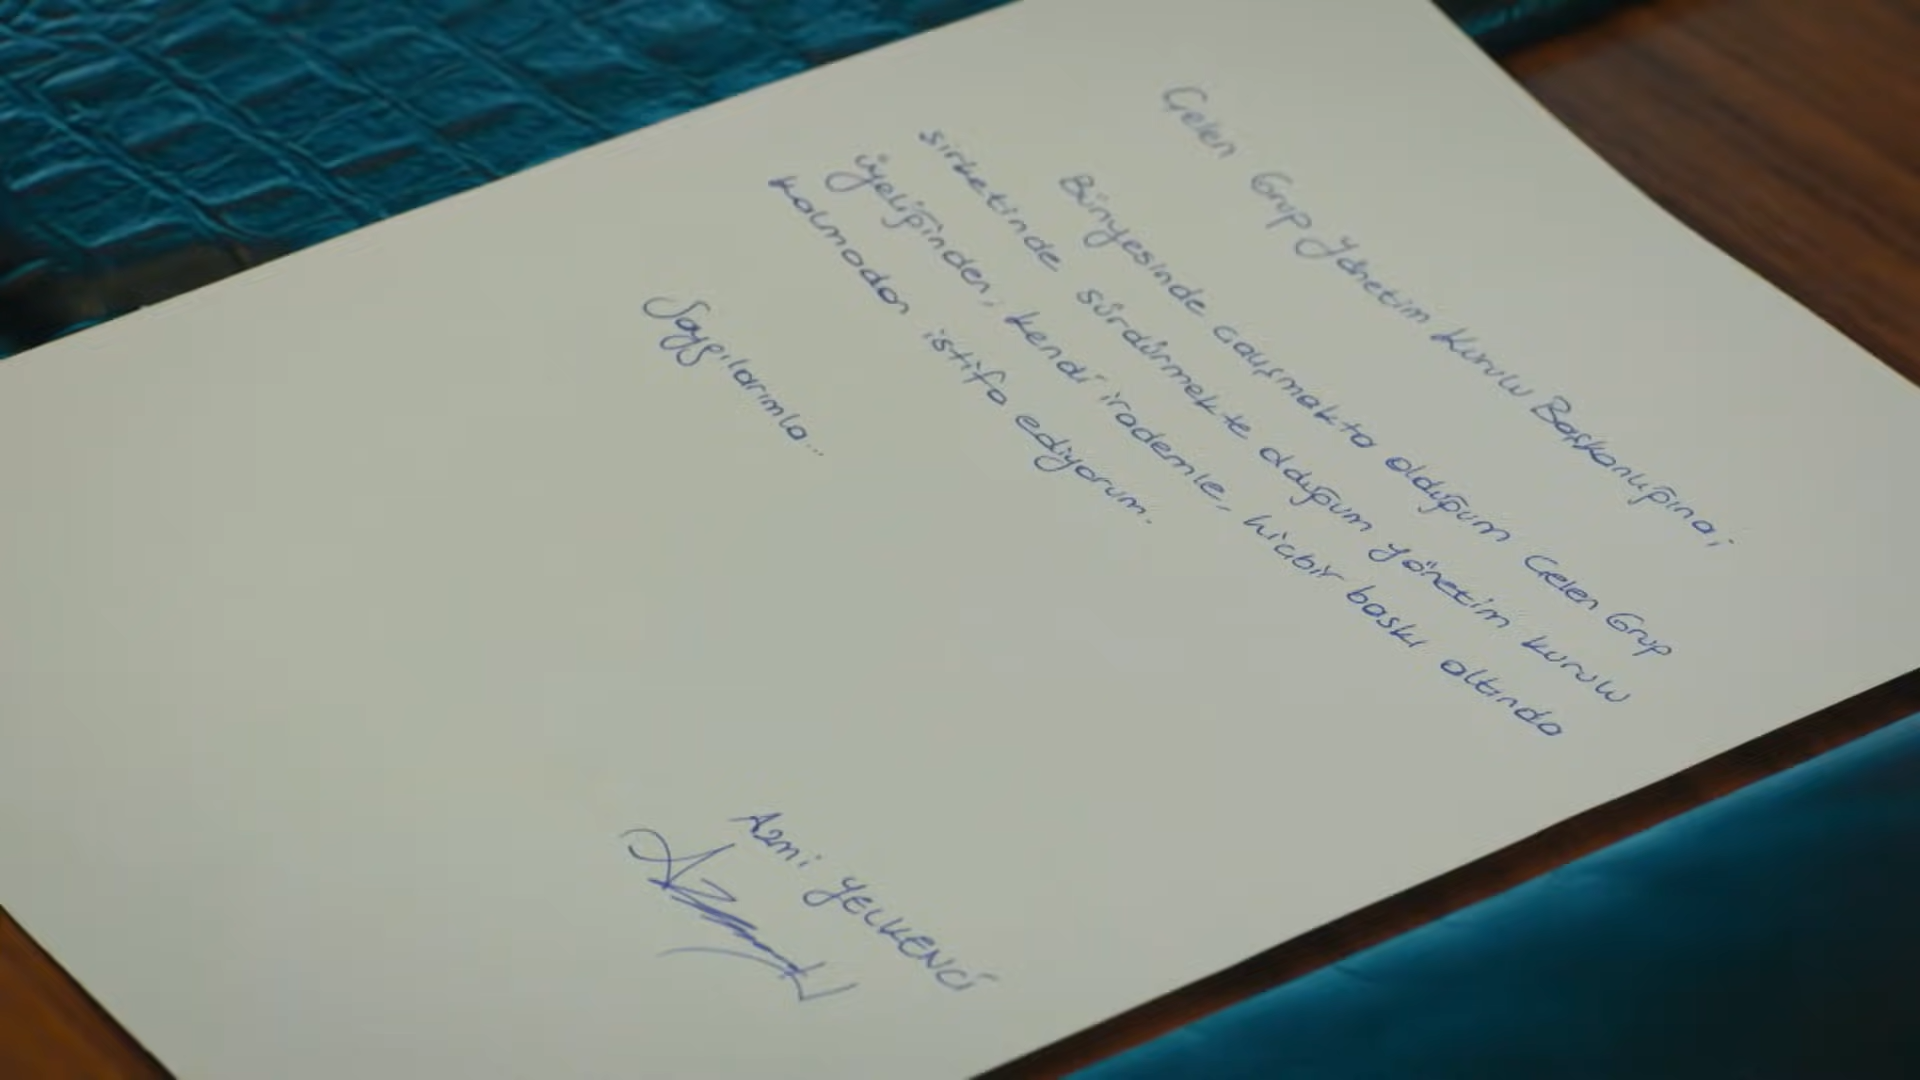 Gelen Grup Yönetim Kurulu Başkanlığına;
Bünyesinde çalışmakta olduğum Gelen Grup
şirketinde sürdürmekte olduğum yönetim kurulu
üyeliğinden, kendi irademle, hiçbir baskı altında
kalmadan istifa ediyorum.
Saygılarımla...
Azmi YELKENCİ